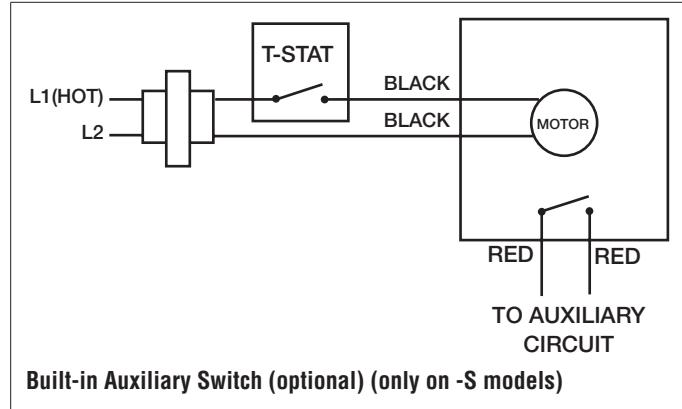 T-STAT
L1(HOT)
BLACK
L2
BLACK
MOTOR
RED RED
TO AUXILIARY
CIRCUIT
Built-in Auxiliary Switch (optional) (only on -S models)